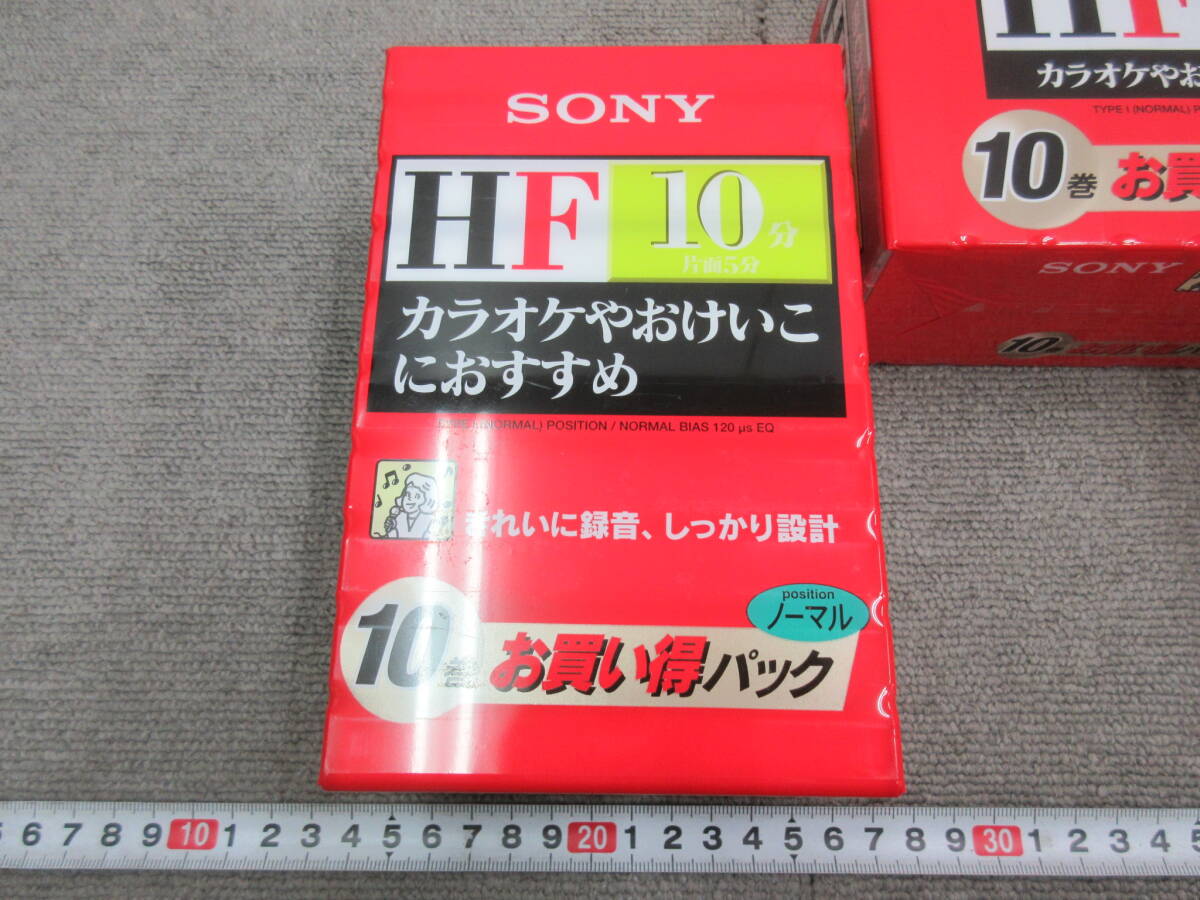 SONY
HF 10分
片面5分
カラオケやおけいこ
におすすめ
(NORMAL) POSITION / NORMAL BIAS 120 μs EQ
きれいに録音、しっかり設計
position
ノーマル
10巻 お買い得パック
HF
カラオケやお
TYPE I (NORMAL) P
10巻 お買
SONY
10
6 7 8 9 10 1 2 3 4 5 6 7 8 9 20 1 2 3 4 5 6 7 8 9 30 1 2 3 4